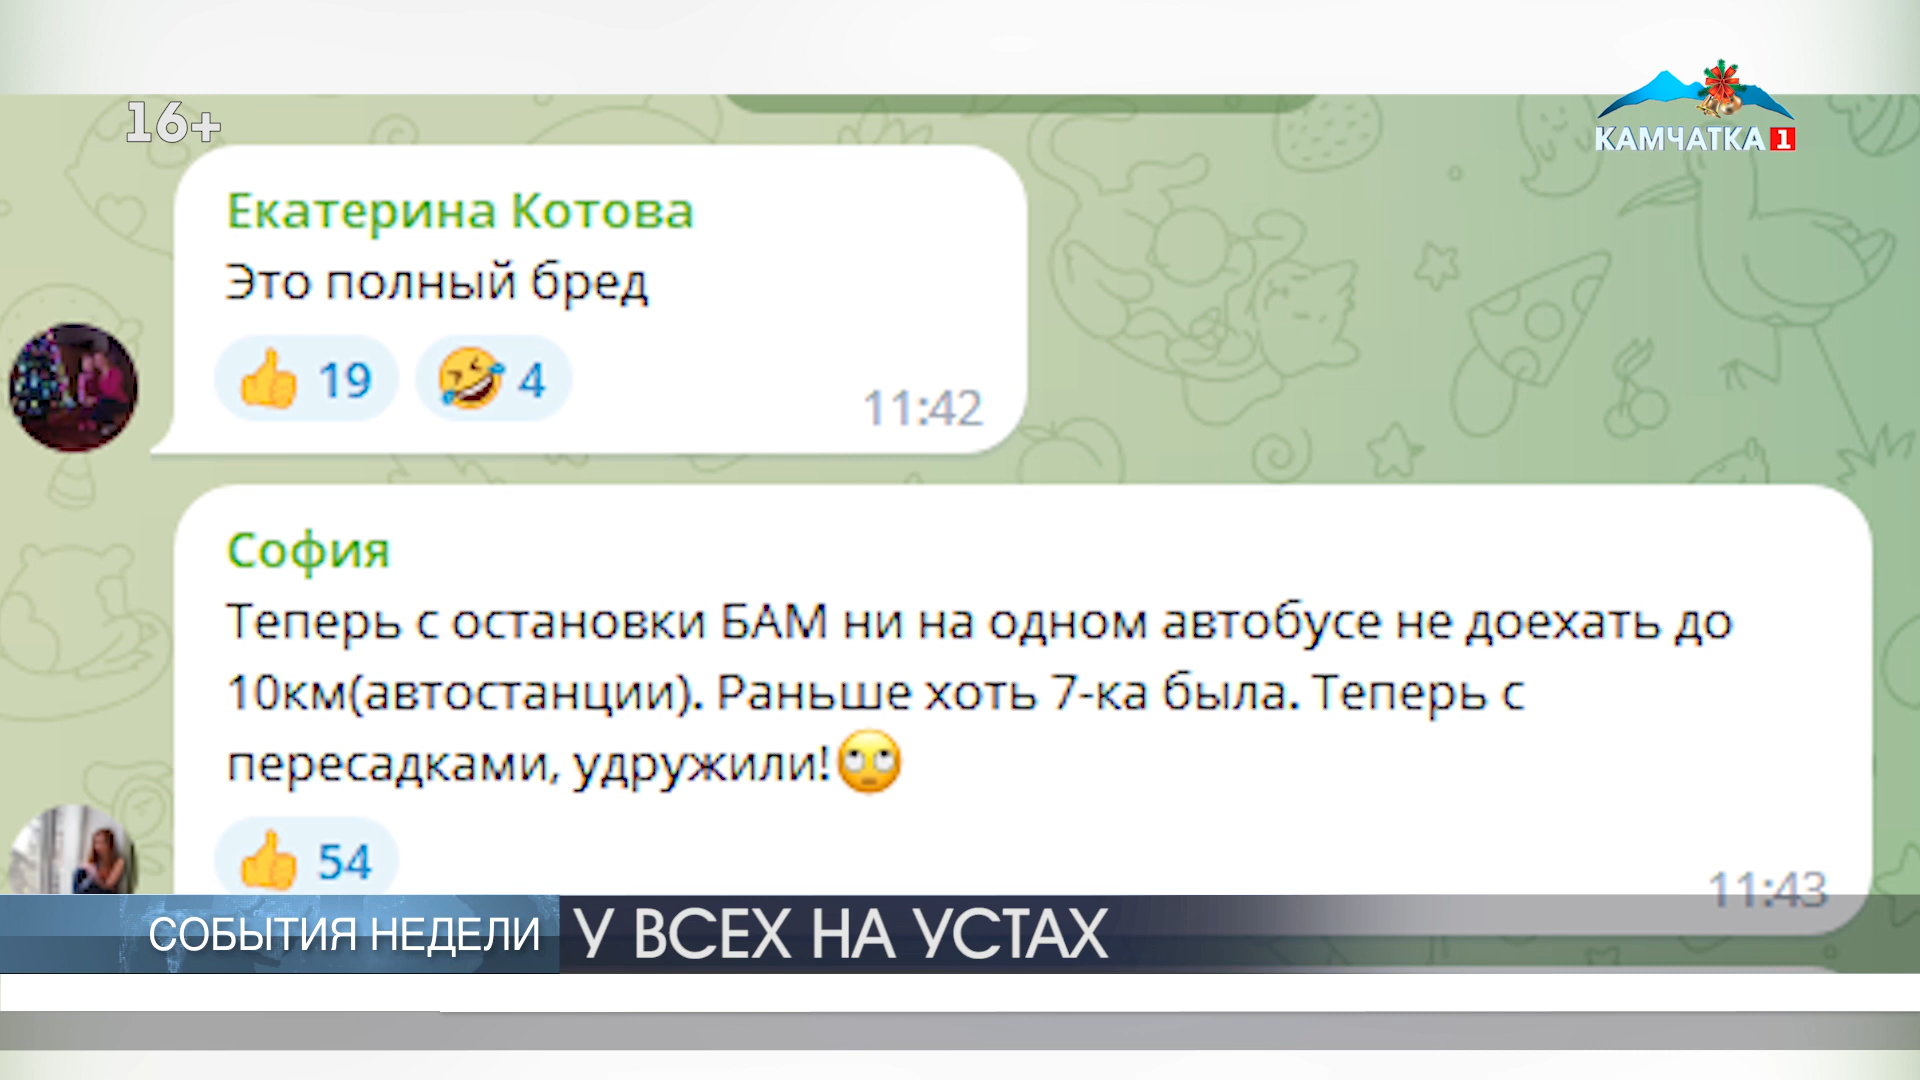 16+
КАМЧАТКА 1
Екатерина Котова
Это полный бред
👍 19 🤣 4
11:42
София
Теперь с остановки БАМ ни на одном автобусе не доехать до
10км(автостанции). Раньше хоть 7-ка была. Теперь с
пересадками, удружили!🙄
👍 54
11:43
СОБЫТИЯ НЕДЕЛИ У ВСЕХ НА УСТАХ